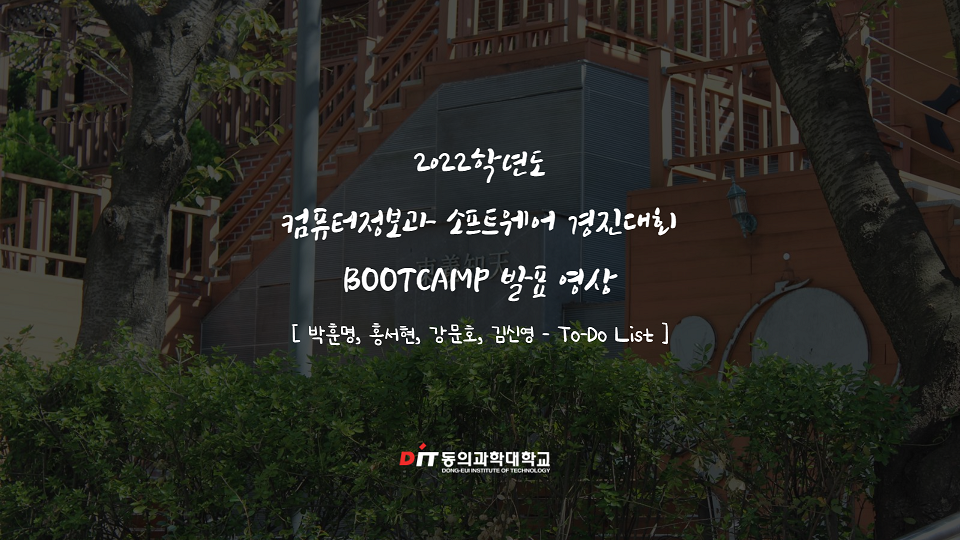 2022학년도
컴퓨터정보과 소프트웨어 경진대회
BOOTCAMP 발표 영상
[ 박훈명, 홍서현, 강문호, 김신영 - To-Do List ]
DIT 동의과학대학교
DONG-EUI INSTITUTE OF TECHNOLOGY